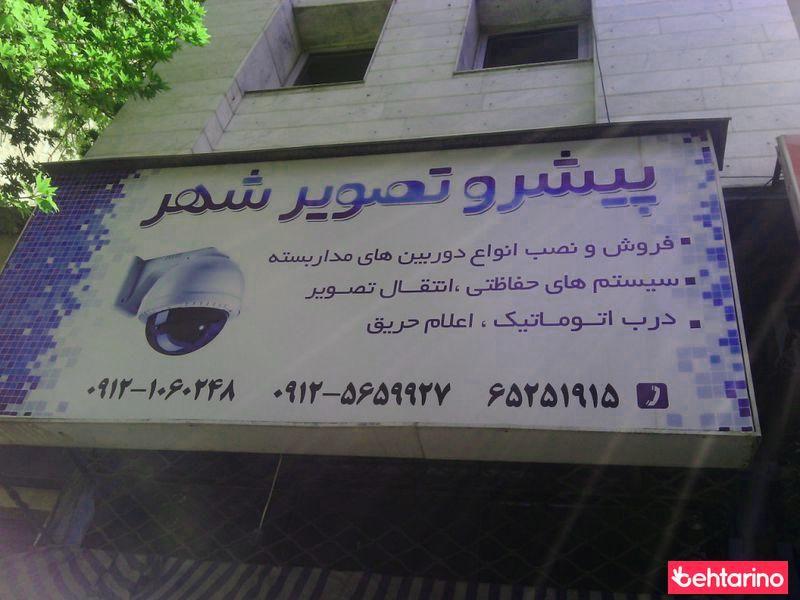 پیشرو تصویر شهر
▪ فروش و نصب انواع دوربین های مداربسته
▪ سیستم های حفاظتی ،انتقال تصویر
▪ درب اتوماتیک ، اعلام حریق
۶۵۲۵۱۹۱۵ ۰۹۱۲-۵۶۵۹۹۲۷ ۰۹۱۲-۱۰۶۰۲۴۸
behtarino